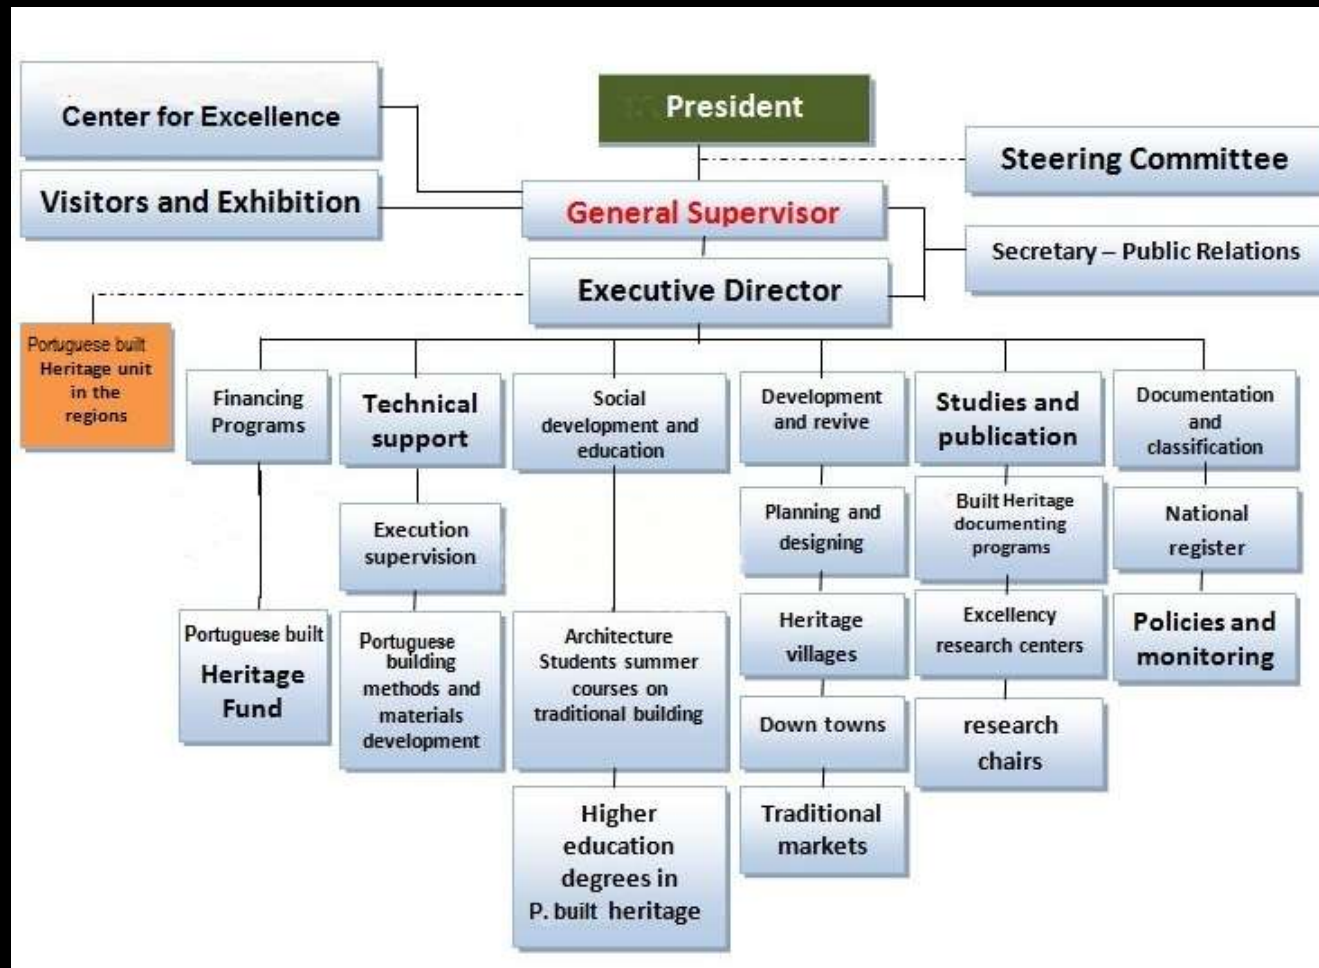 Center for Excellence
President
Steering Committee
Visitors and Exhibition
General Supervisor
Secretary – Public Relations
Executive Director
Portuguese built
Heritage unit
in the
regions
Financing
Programs
Technical
support
Social
development and
education
Development
and revive
Studies and
publication
Documentation
and
classification
Execution
supervision
Planning and
designing
Built Heritage
documenting
programs
National
register
Portuguese built
Heritage
Fund
Portuguese
building
methods and
materials
development
Architecture
Students summer
courses on
traditional building
Heritage
villages
Excellency
research centers
Policies and
monitoring
Down towns
research
chairs
Higher
education
degrees in
P. built heritage
Traditional
markets